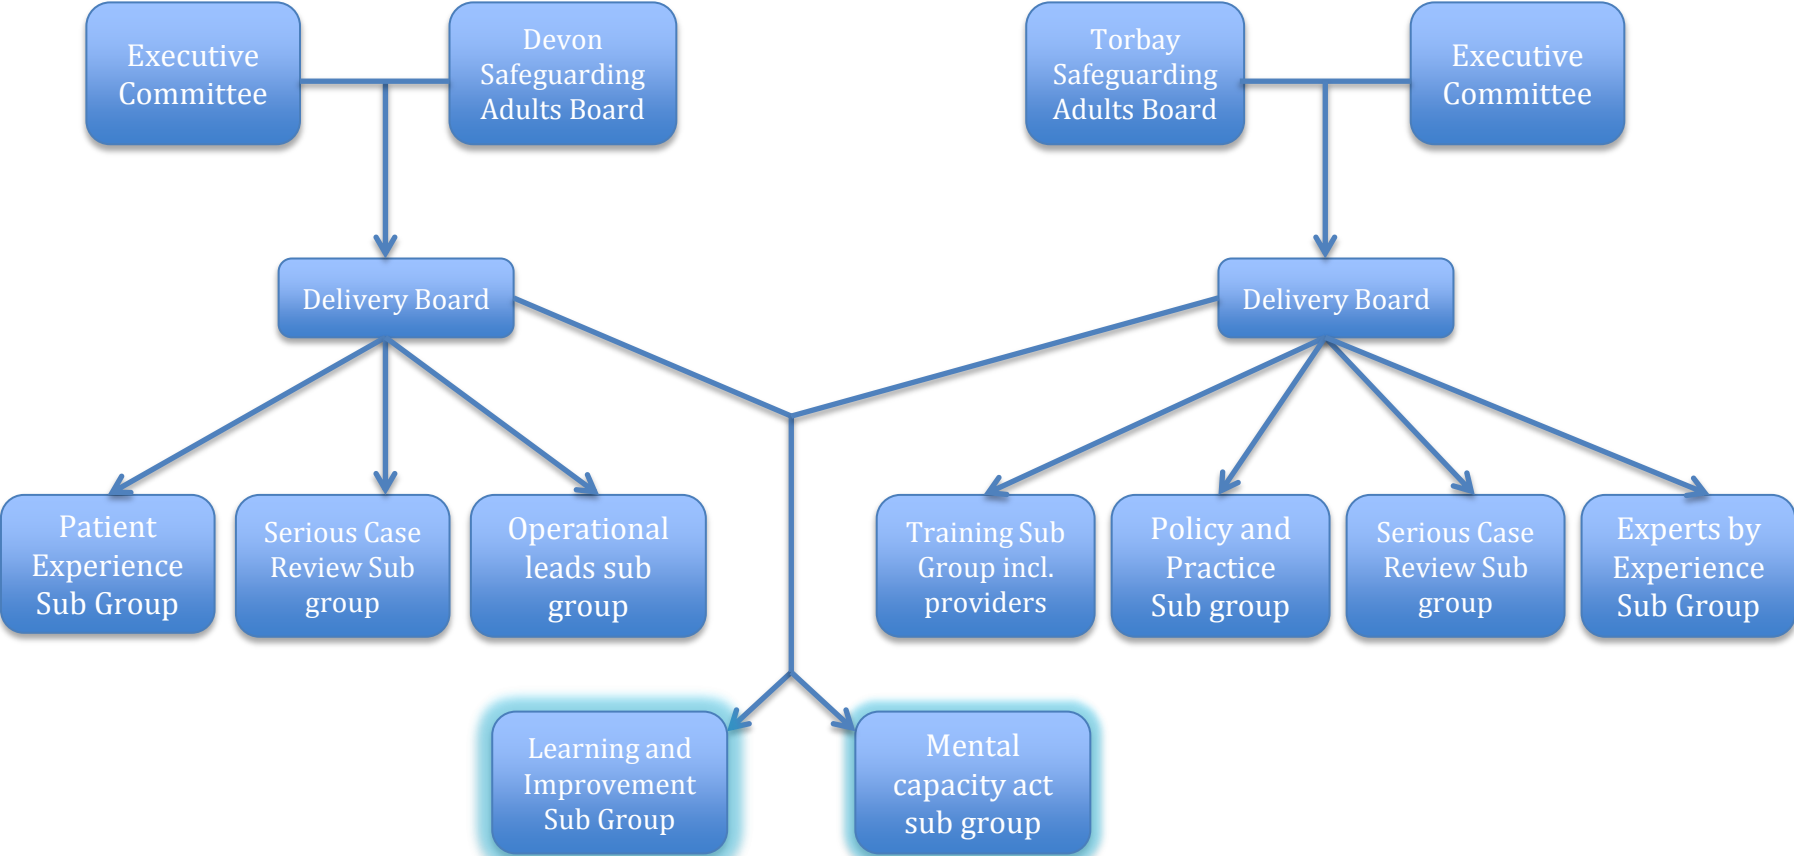 Executive
Committee
Devon
Safeguarding
Adults Board
Torbay
Safeguarding
Adults Board
Executive
Committee
Delivery Board
Delivery Board
Patient
Experience
Sub Group
Serious Case
Review Sub
group
Operational
leads sub
group
Training Sub
Group incl.
providers
Policy and
Practice
Sub group
Serious Case
Review Sub
group
Experts by
Experience
Sub Group
Learning and
Improvement
Sub Group
Mental
capacity act
sub group